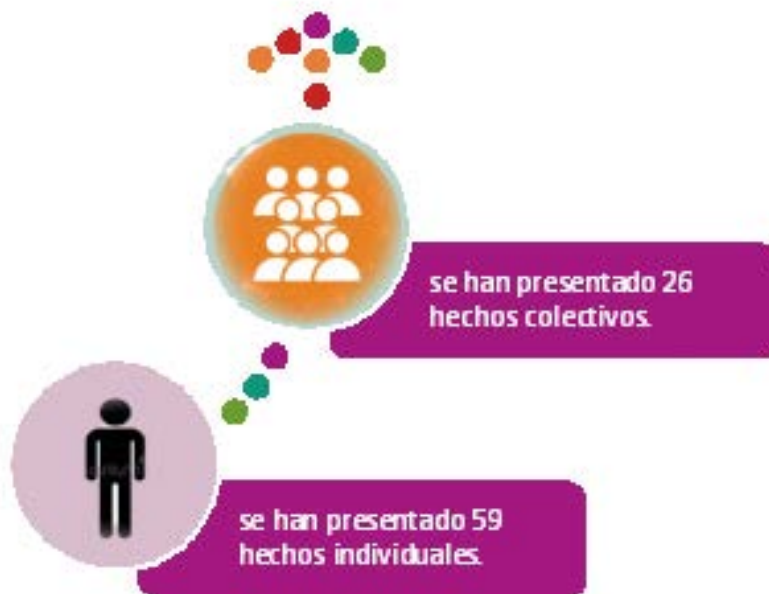 se han presentado 26
hechos colectivos.
se han presentado 59
hechos individuales.